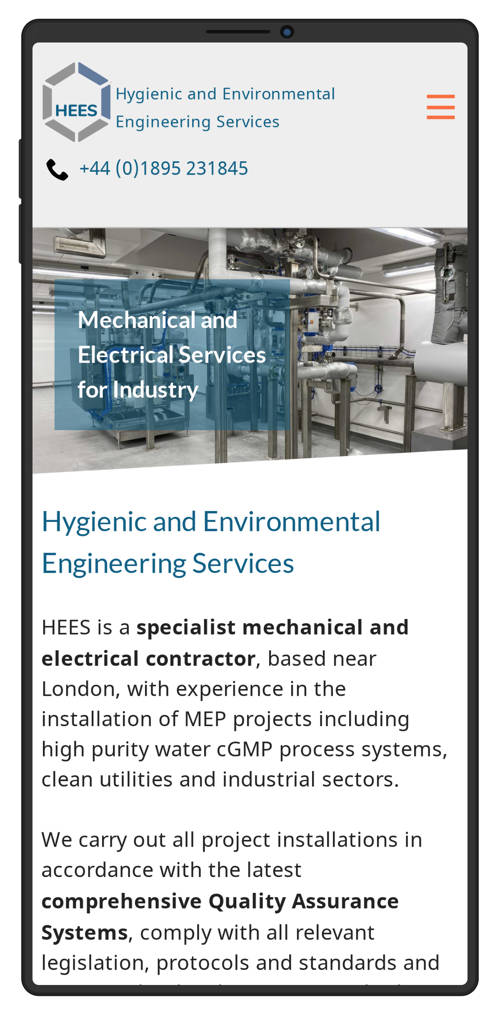 HEES
Hygienic and Environmental
Engineering Services
+44 (0)1895 231845
Mechanical and
Electrical Services
for Industry
Hygienic and Environmental
Engineering Services
HEES is a specialist mechanical and
electrical contractor, based near
London, with experience in the
installation of MEP projects including
high purity water cGMP process systems,
clean utilities and industrial sectors.
We carry out all project installations in
accordance with the latest
comprehensive Quality Assurance
Systems, comply with all relevant
legislation, protocols and standards and